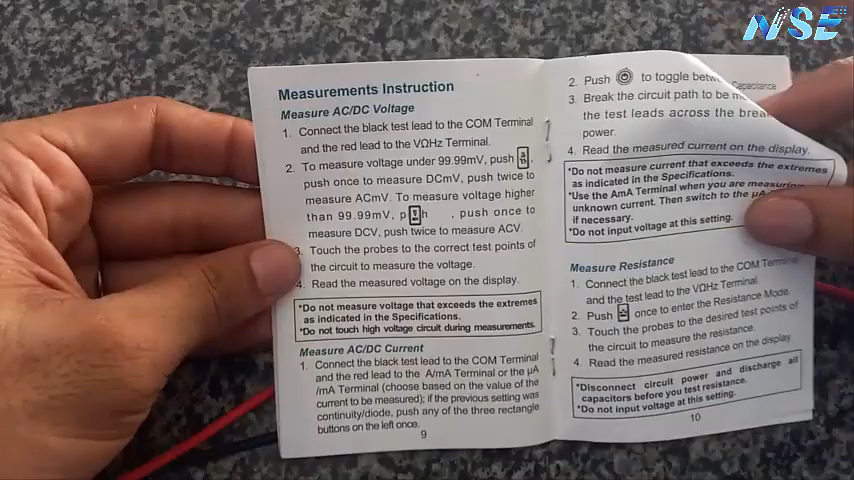 NSE
Measurements Instruction
Measure AC/DC Voltage
1. Connect the black test lead to the COM Terminal
and the red lead to the VΩHz Terminal.
2. To measure voltage under 99.99mV, push
push once to measure DCmV, push twice to
measure ACmV. To measure voltage higher
than 99.99mV, p h , push once to
measure DCV, push twice to measure ACV.
3. Touch the probes to the correct test points of
the circuit to measure the voltage.
4. Read the measured voltage on the display.
*Do not measure voltage that exceeds the extremes
as indicated in the Specifications.
*Do not touch high voltage circuit during measurements.
Measure AC/DC Current
1. Connect the black test lead to the COM Terminal
and the red lead to the A/mA Terminal or the µA
/mA Terminal (choose based on the value of the
current to be measured); if the previous setting was
continuity/diode, push any of the three rectangle
buttons on the left once.
9
2. Push to toggle
Capacitance
3. Break the circuit path to be
the test leads across the
power.
4. Read the measured current on the display.
*Do not measure current that exceeds the extremes
as indicated in the Specifications.
*Use the AmA Terminal when you are measuring
unknown current. Then switch to the
if necessary.
*Do not input voltage at this setting.
Measure Resistance
1. Connect the black test lead to the COM
and the test lead to the VΩHz Terminal.
2. Push once to enter the Resistance Mode.
3. Touch the probes to the desired test points of
the circuit to measure the resistance.
4. Read the measured resistance on the display
*Disconnect circuit power and discharge all
capacitors before you test resistance.
*Do not input voltage at this setting.
10